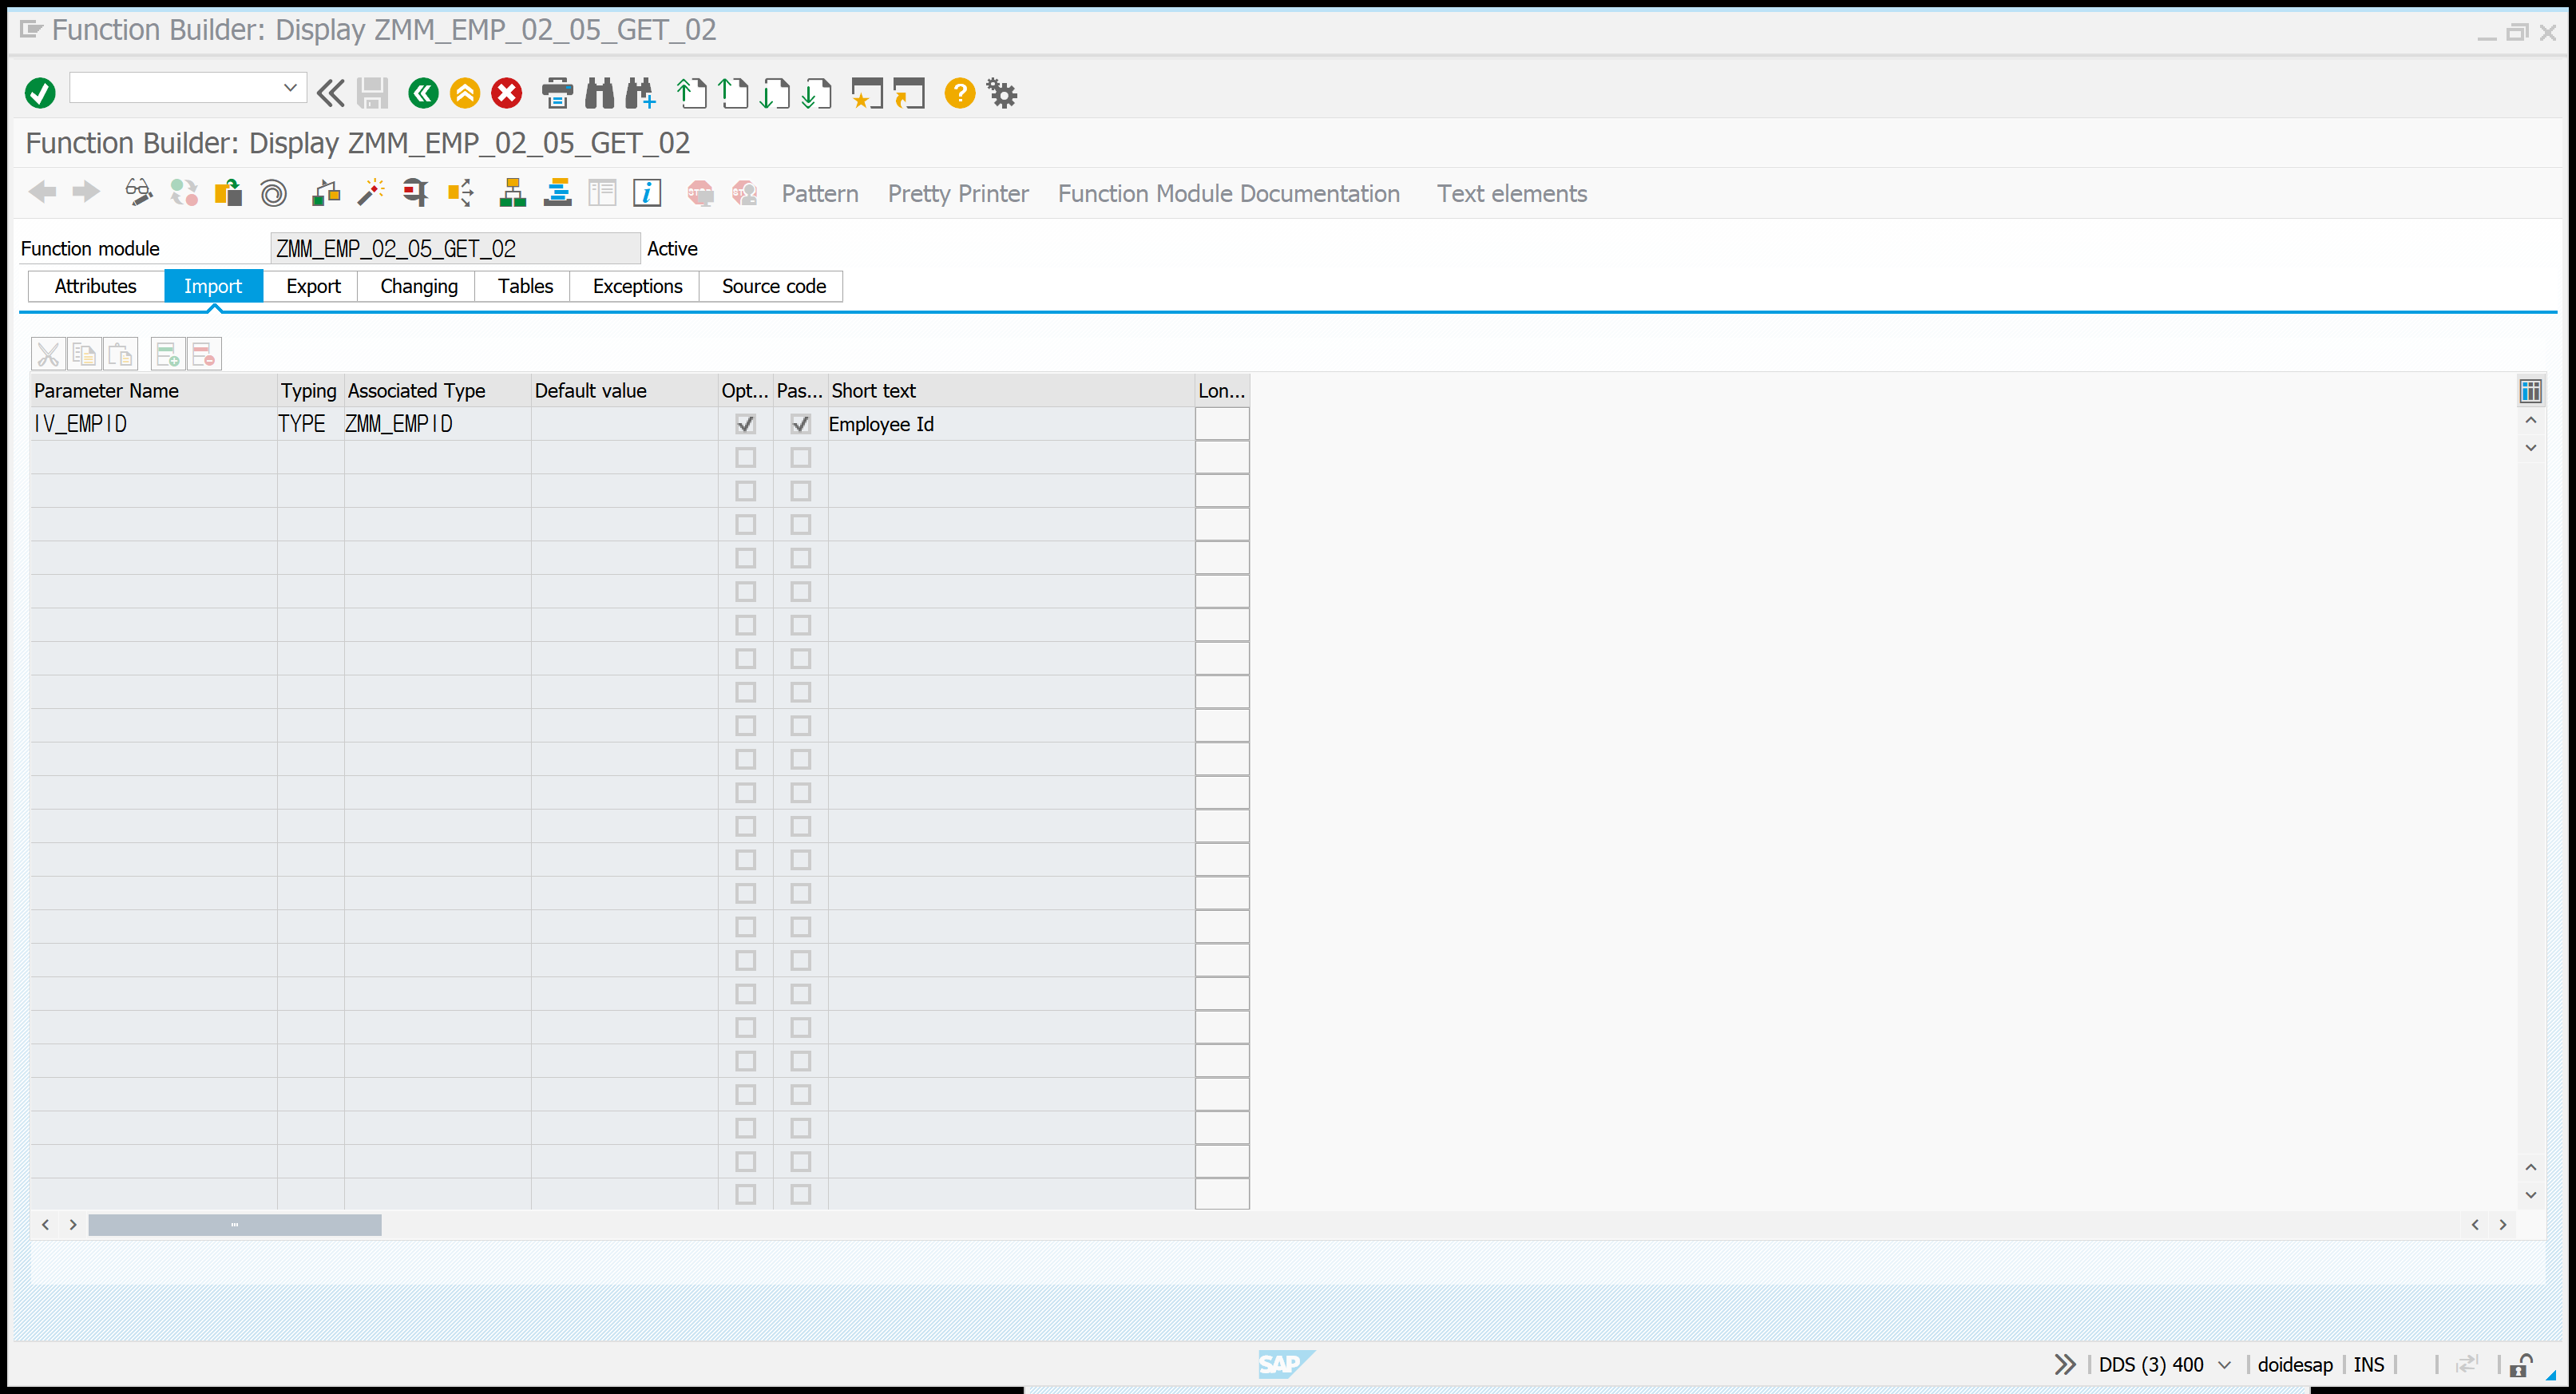 Function Builder: Display ZMM_EMP_02_05_GET_02
Function Builder: Display ZMM_EMP_02_05_GET_02
Pattern Pretty Printer Function Module Documentation Text elements
Function module ZMM_EMP_02_05_GET_02 Active
Attributes Import Export Changing Tables Exceptions Source code
Parameter Name Typing Associated Type Default value Opt... Pas... Short text Lon...
IV_EMPID TYPE ZMM_EMPID Employee Id
SAP DDS (3) 400 doidesap INS